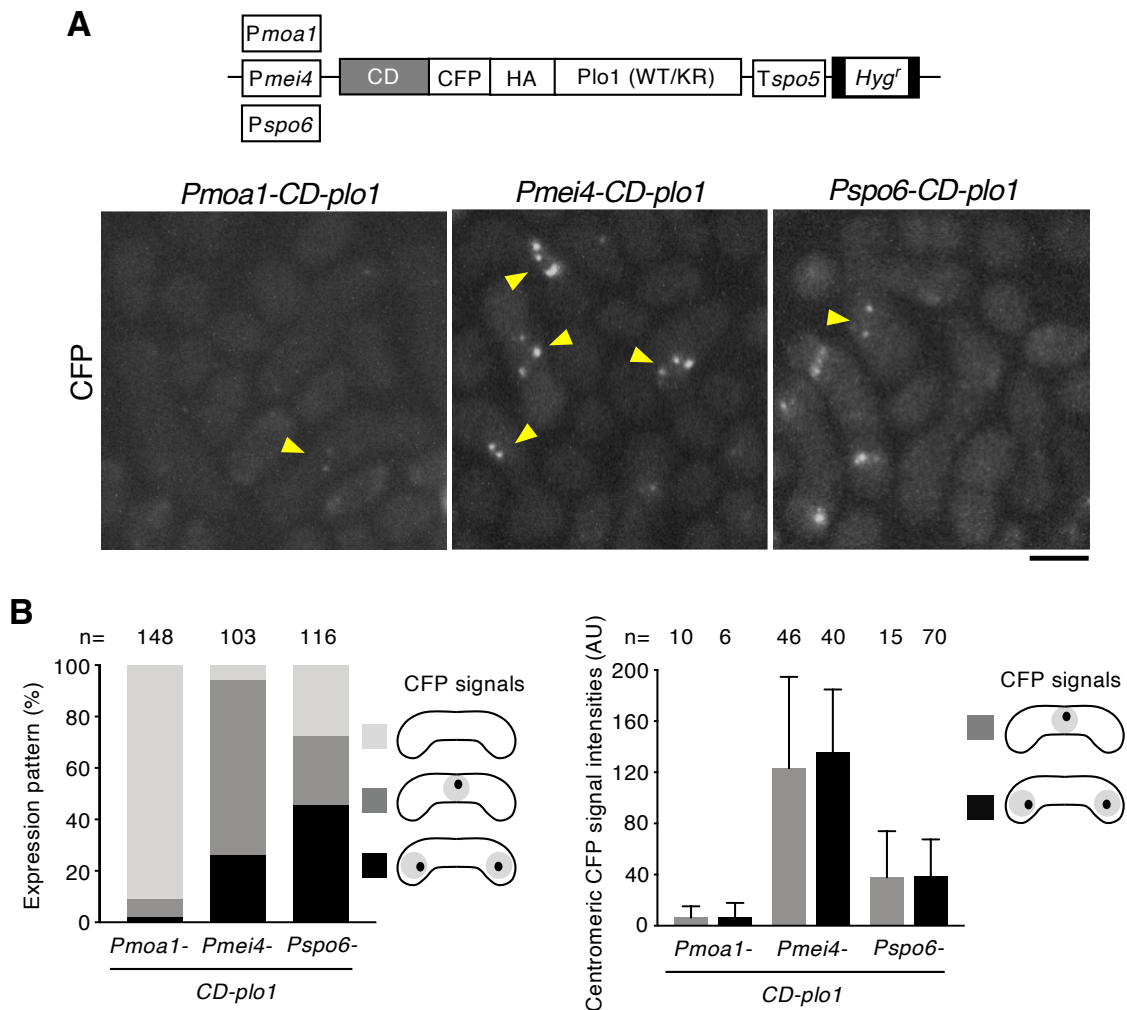 A
Pmoa1
Pmei4 CD CFP HA Plo1 (WT/KR) Tspo5 Hygʳ
Pspo6
Pmoa1-CD-plo1 Pmei4-CD-plo1 Pspo6-CD-plo1
CFP
B
n= 148 103 116
Expression pattern (%)
100
80
60
40
20
0
CFP signals
Pmoa1- Pmei4- Pspo6-
CD-plo1
n= 10 6 46 40 15 70
Centromeric CFP signal intensities (AU)
200
160
120
80
40
0
CFP signals
Pmoa1- Pmei4- Pspo6-
CD-plo1